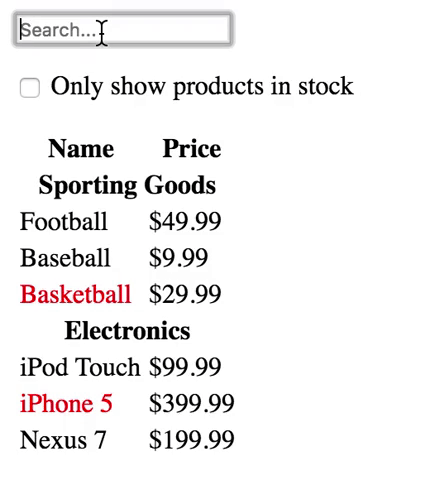 Search...
Only show products in stock
Name Price
Sporting Goods
Football $49.99
Baseball $9.99
Basketball $29.99
Electronics
iPod Touch $99.99
iPhone 5 $399.99
Nexus 7 $199.99